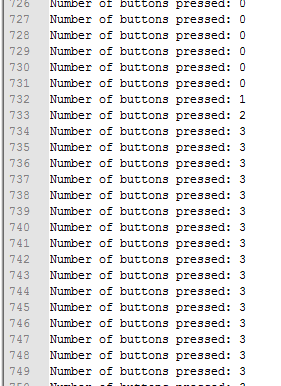 726 Number of buttons pressed: 0
727 Number of buttons pressed: 0
728 Number of buttons pressed: 0
729 Number of buttons pressed: 0
730 Number of buttons pressed: 0
731 Number of buttons pressed: 0
732 Number of buttons pressed: 1
733 Number of buttons pressed: 2
734 Number of buttons pressed: 3
735 Number of buttons pressed: 3
736 Number of buttons pressed: 3
737 Number of buttons pressed: 3
738 Number of buttons pressed: 3
739 Number of buttons pressed: 3
740 Number of buttons pressed: 3
741 Number of buttons pressed: 3
742 Number of buttons pressed: 3
743 Number of buttons pressed: 3
744 Number of buttons pressed: 3
745 Number of buttons pressed: 3
746 Number of buttons pressed: 3
747 Number of buttons pressed: 3
748 Number of buttons pressed: 3
749 Number of buttons pressed: 3